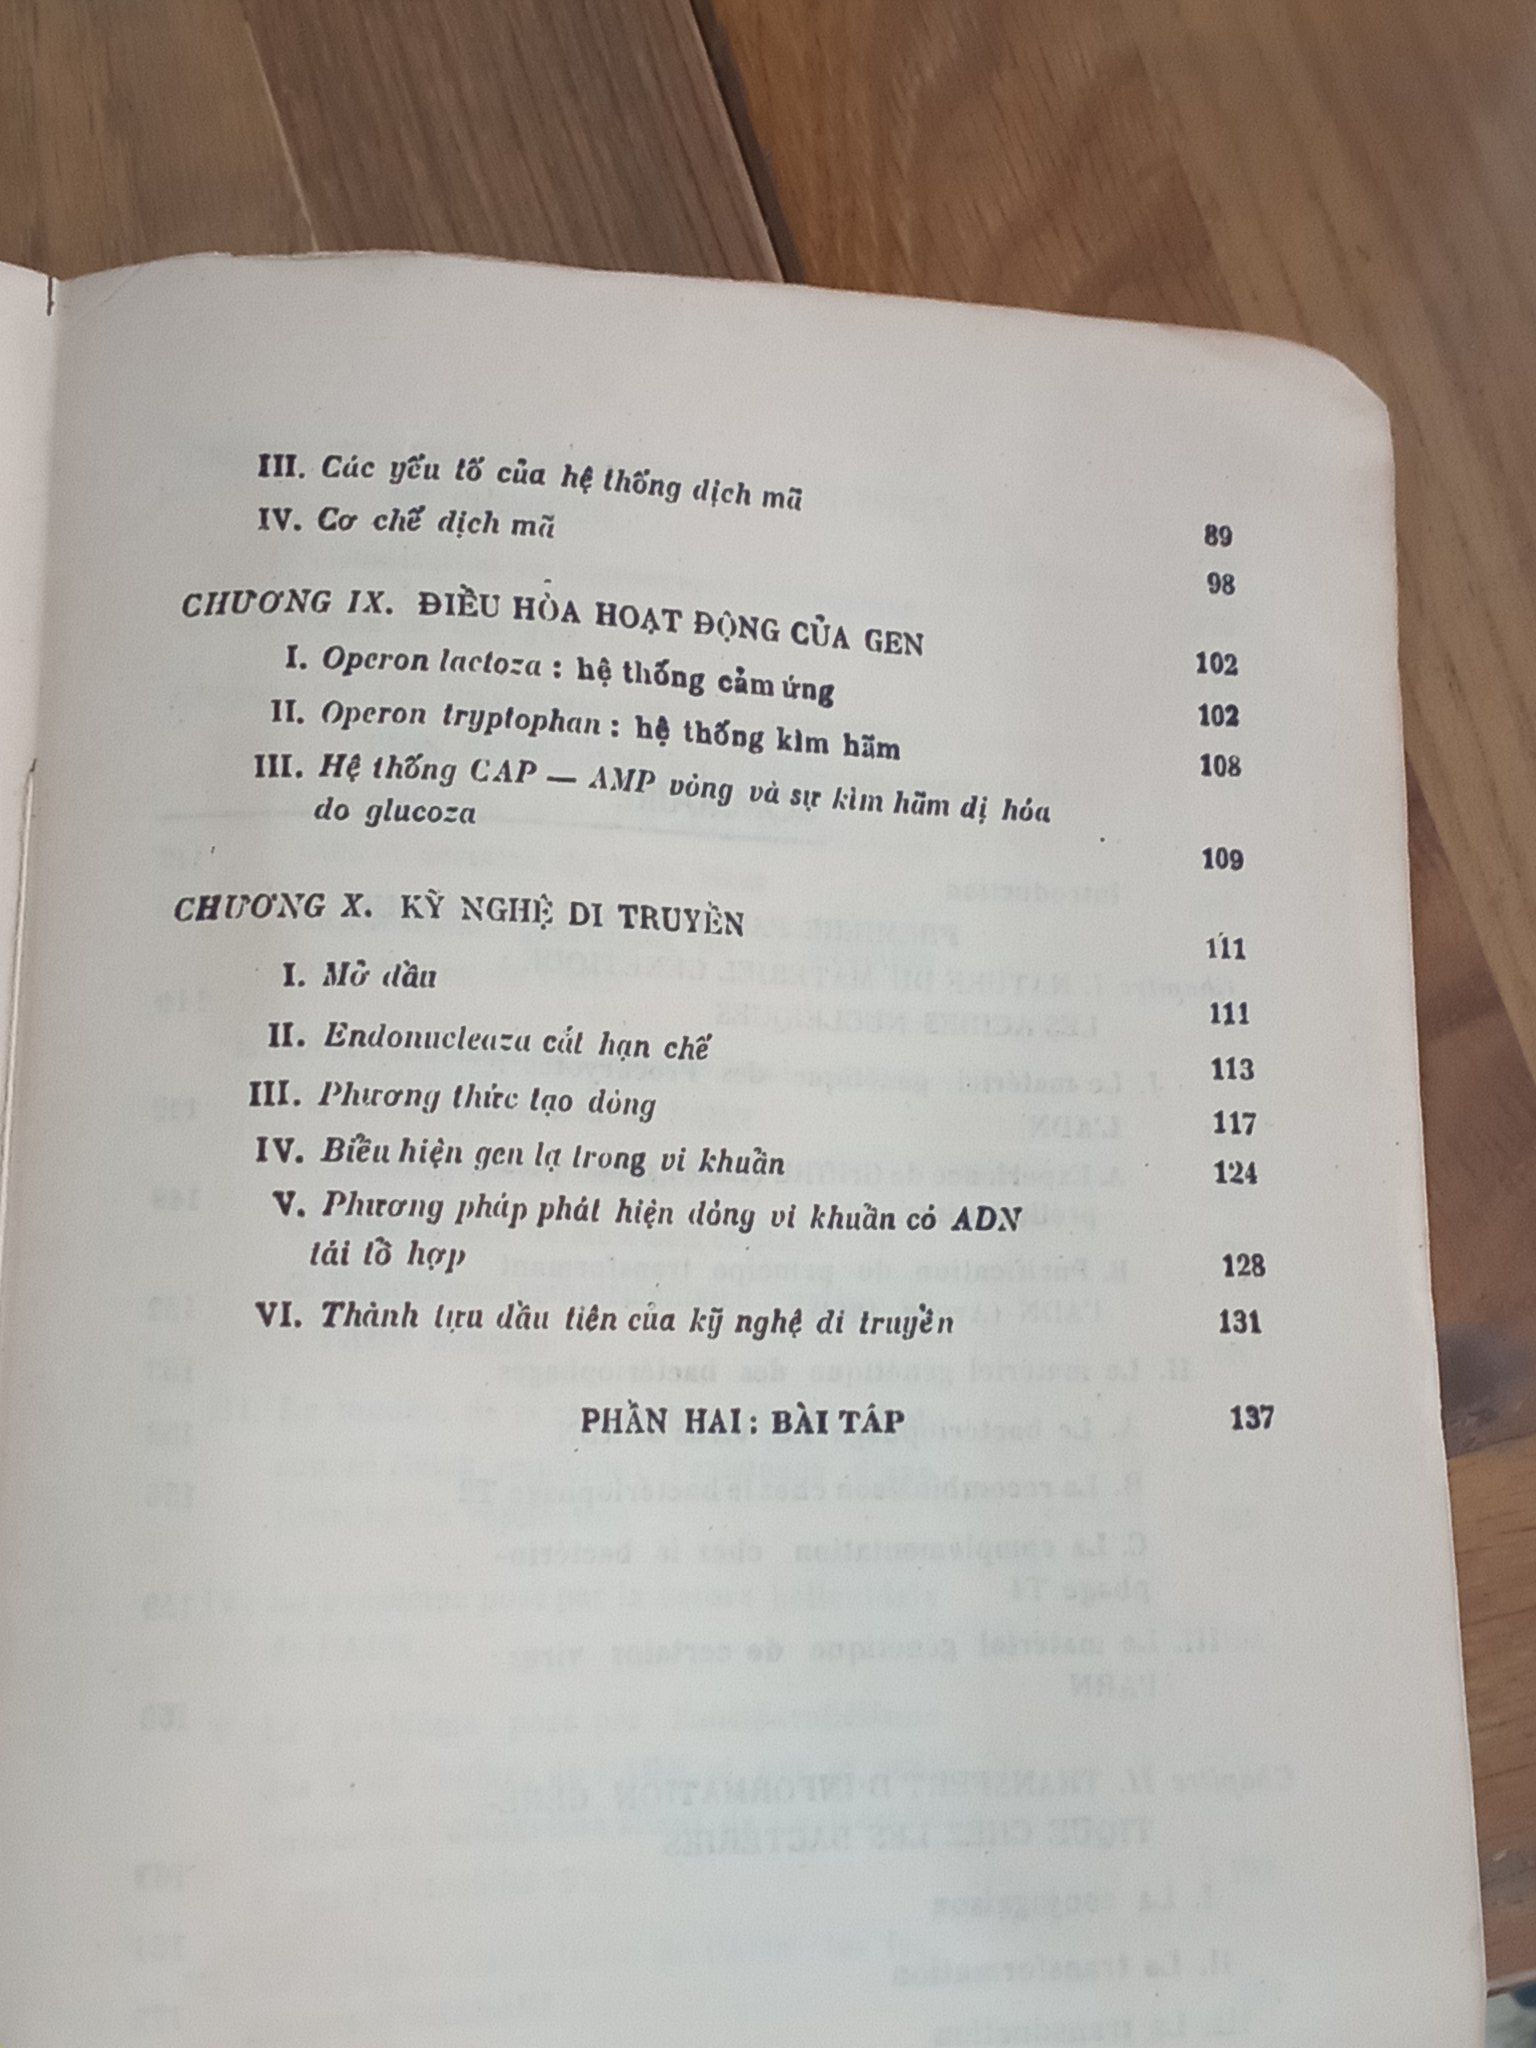 III. Các yếu tố của hệ thống dịch mã 89
IV. Cơ chế dịch mã 98
CHƯƠNG IX. ĐIỀU HÒA HOẠT ĐỘNG CỦA GEN 102
I. Operon lactoza : hệ thống cảm ứng 102
II. Operon tryptophan : hệ thống kìm hãm 108
III. Hệ thống CAP — AMP vòng và sự kìm hãm dị hóa
do glucoza 109
CHƯƠNG X. KỸ NGHỆ DI TRUYỀN 111
I. Mở đầu 111
II. Endonucleaza cắt hạn chế 113
III. Phương thức tạo dòng 117
IV. Biểu hiện gen lạ trong vi khuẩn 124
V. Phương pháp phát hiện dòng vi khuẩn có ADN
tái tổ hợp 128
VI. Thành tựu đầu tiên của kỹ nghệ di truyền 131
PHẦN HAI : BÀI TẬP 137